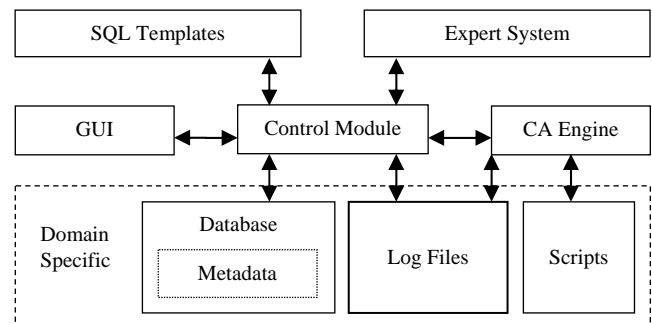 SQL Templates
Expert System
GUI
Control Module
CA Engine
Domain
Specific
Database
Metadata
Log Files
Scripts